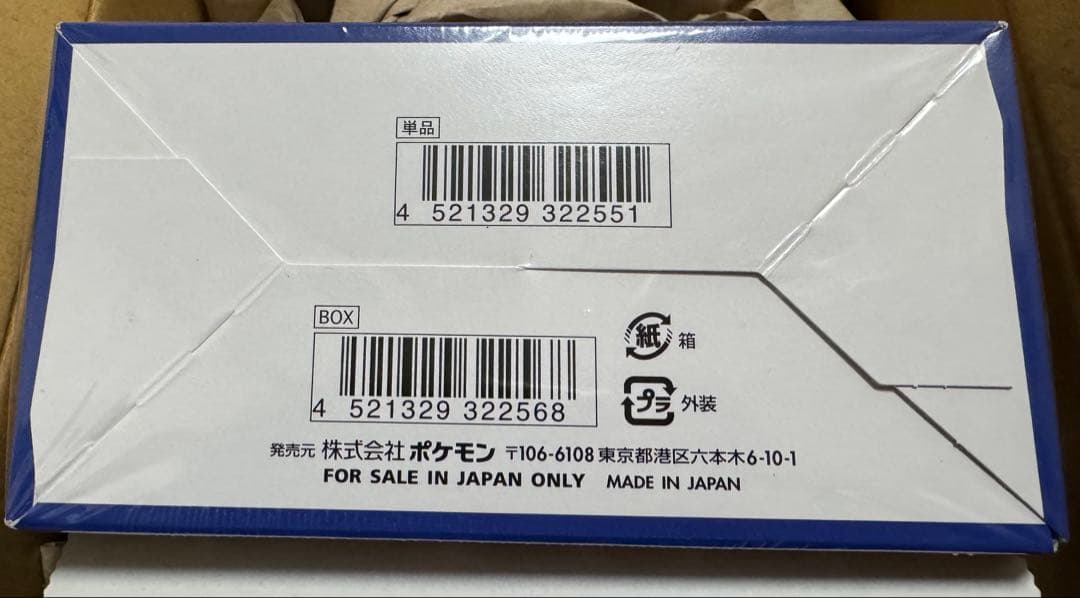 単品
4 521329 322551
BOX
4 521329 322568
紙 箱
プラ 外装
発売元 株式会社 ポケモン 〒106-6108 東京都港区六本木6-10-1
FOR SALE IN JAPAN ONLY MADE IN JAPAN